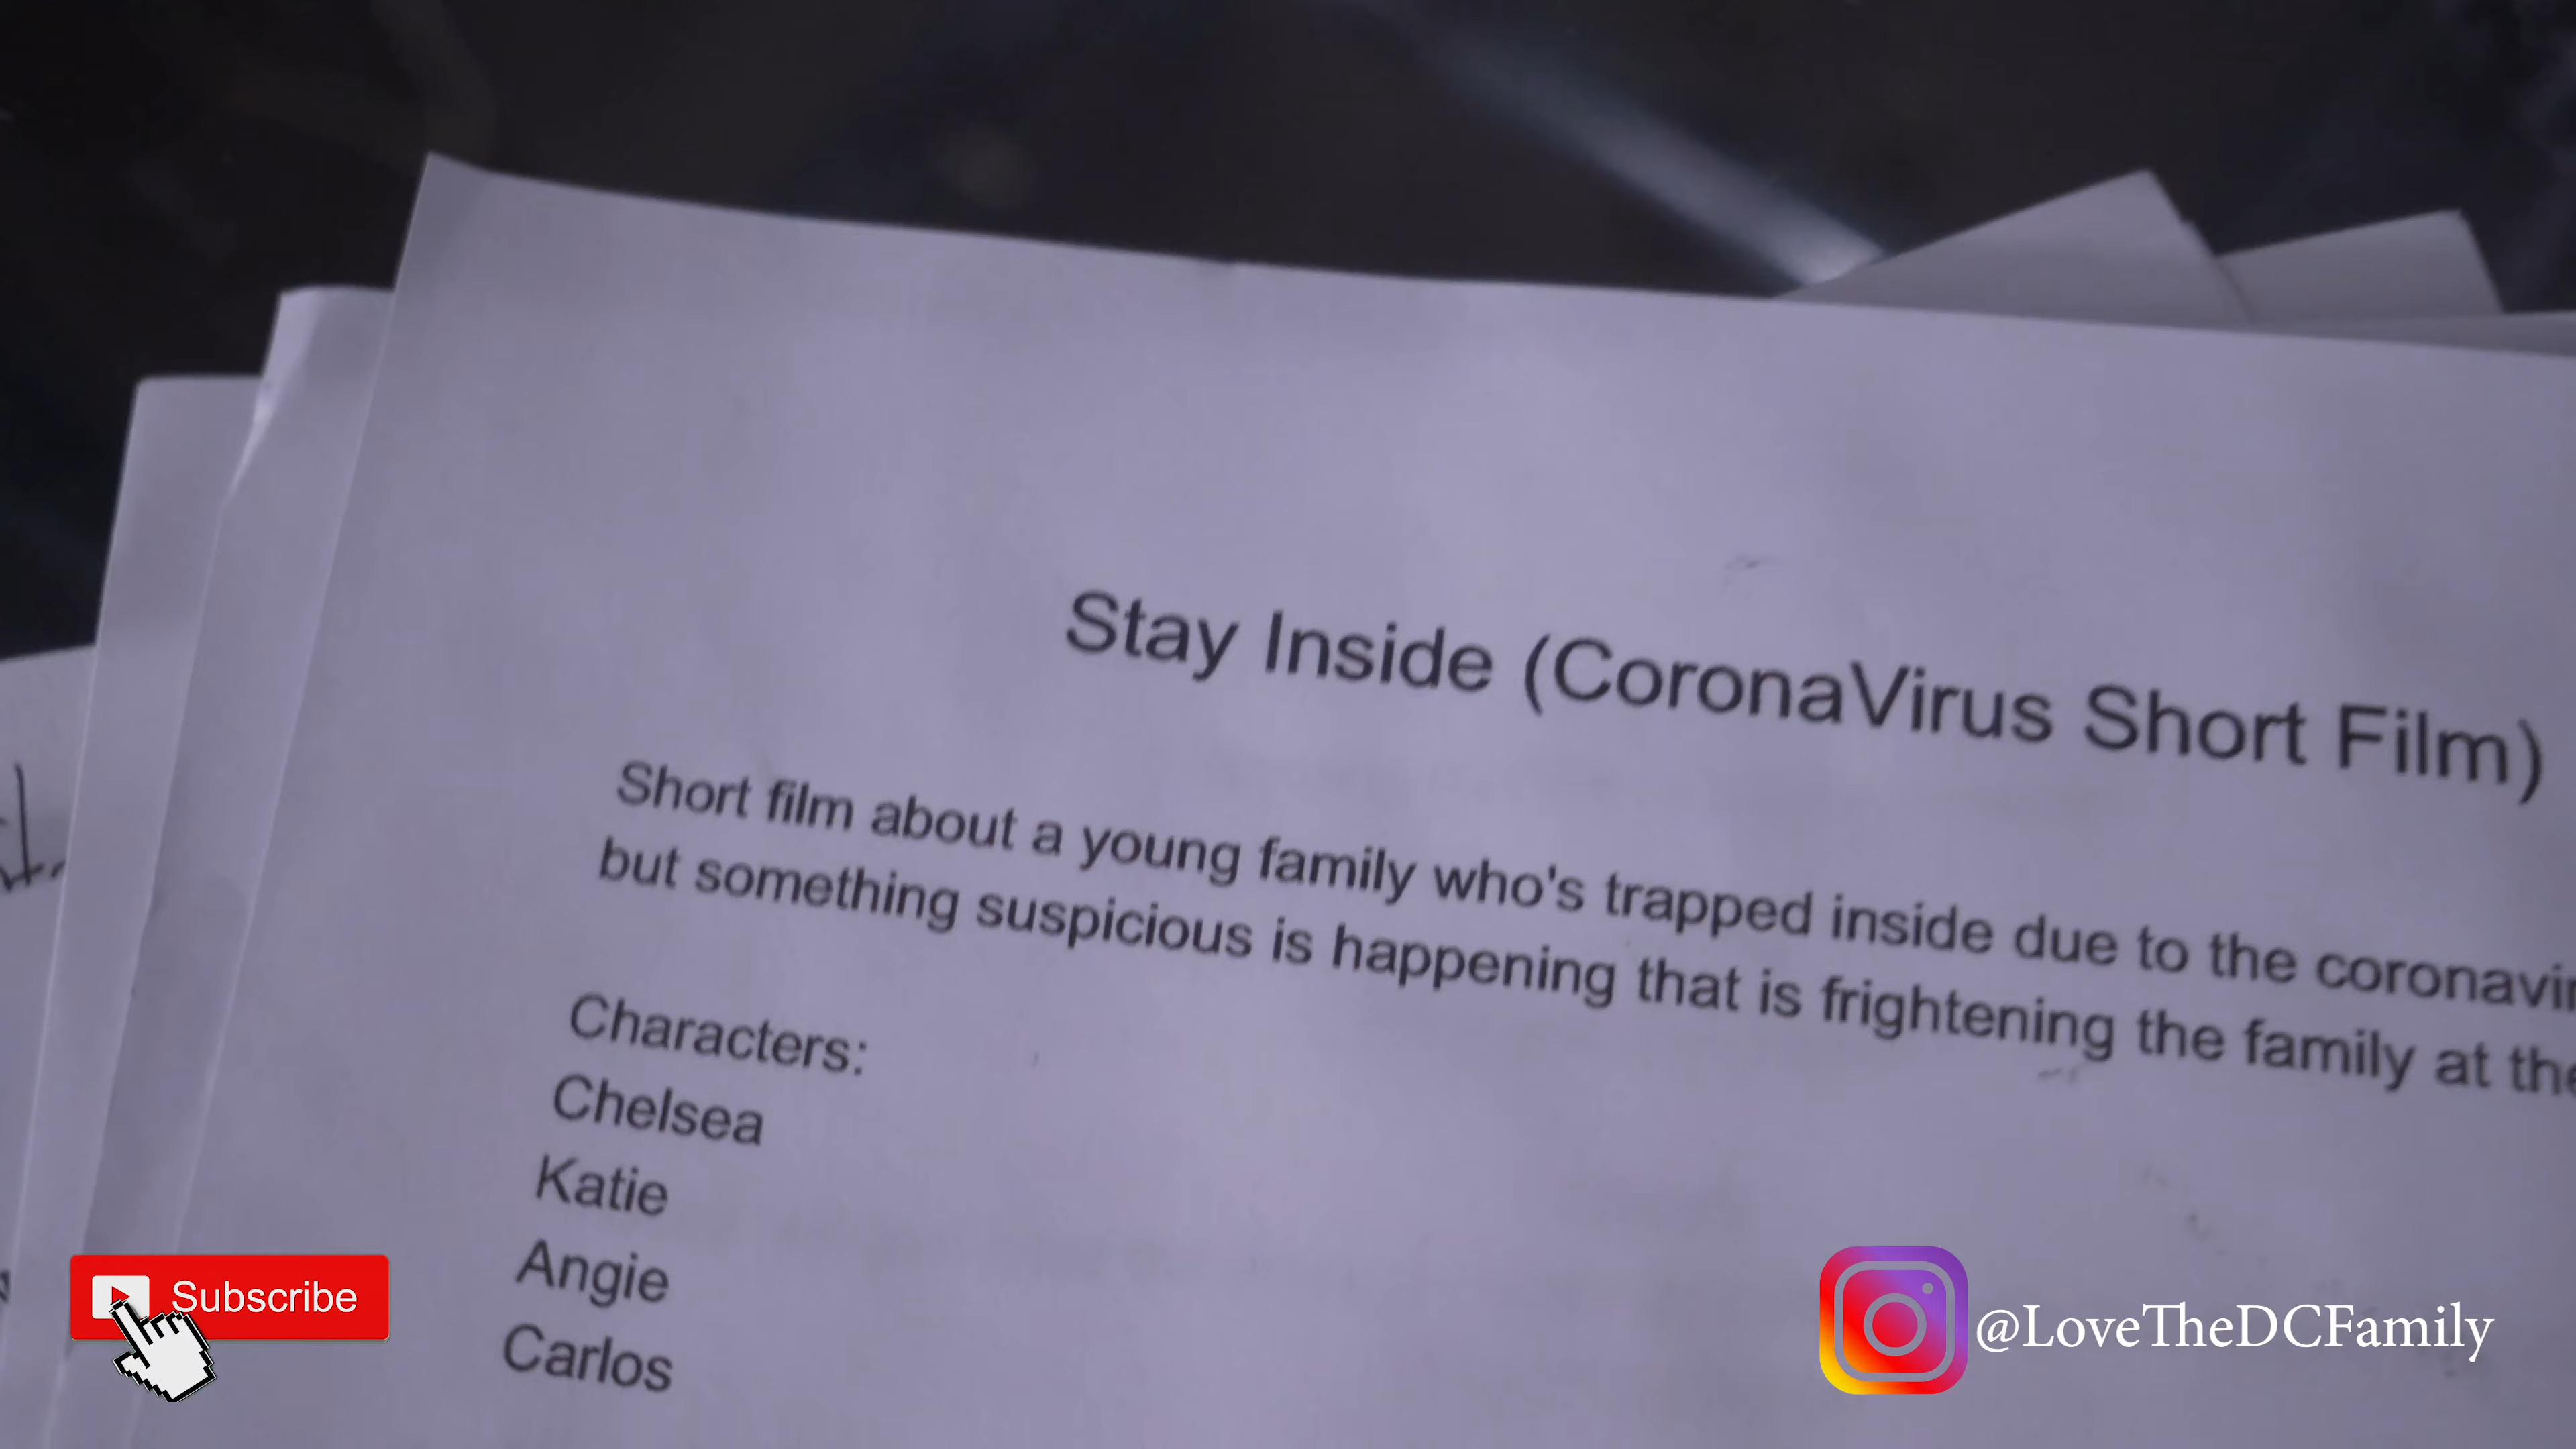 Stay Inside (CoronaVirus Short Film)
Short film about a young family who's trapped inside due to the
but something suspicious is happening that is frightening the family at
Characters:
Chelsea
Katie
Angie
Carlos
Subscribe
@LoveTheDCFamily